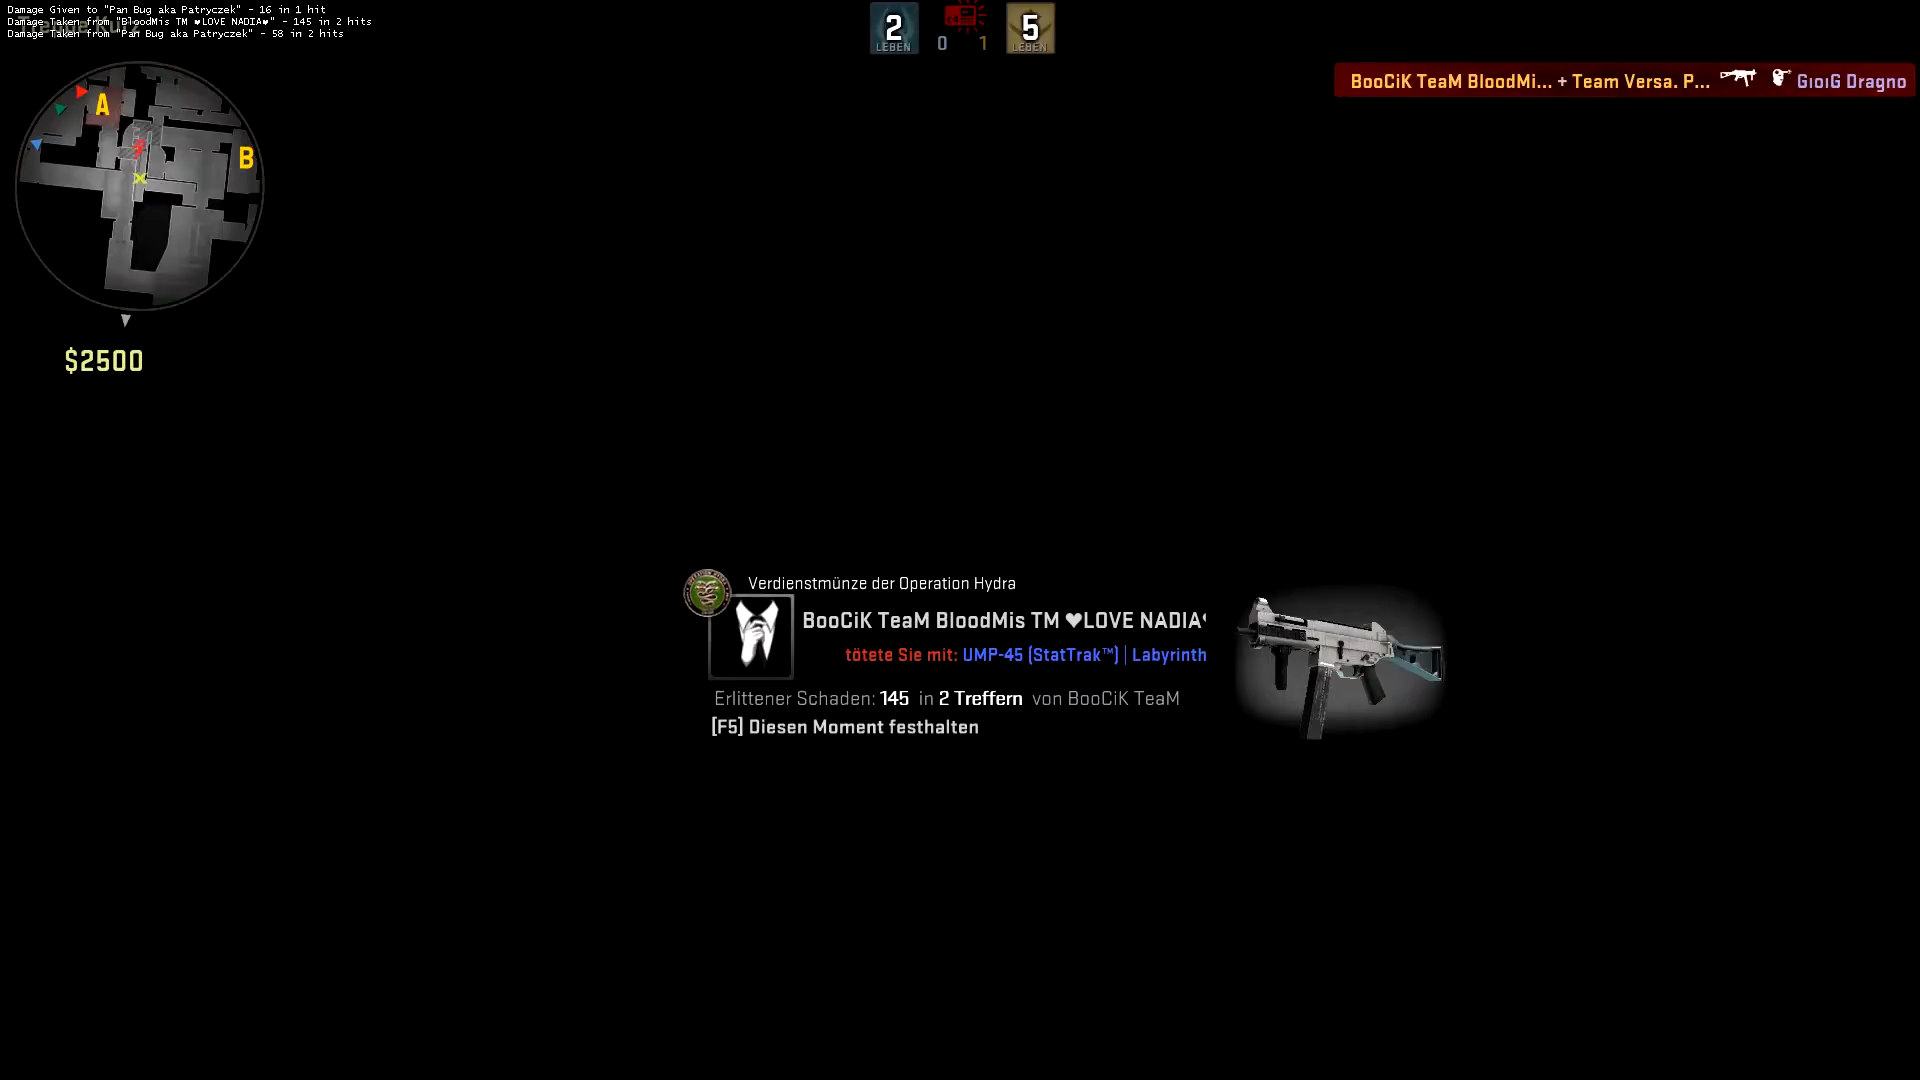 Damage Given to "Pan Bug aka Patryczek" - 16 in 1 hit
Damage Taken from "BloodMis TM ♥LOVE NADIA♥" - 145 in 2 hits
Damage Taken from "Pan Bug aka Patryczek" - 58 in 2 hits
2
LEBEN
0
1
5
LEBEN
BooCiK TeaM BloodMi... + Team Versa. P... GıoıG Dragno
A
B
$2500
Verdienstmünze der Operation Hydra
BooCiK TeaM BloodMis TM ♥LOVE NADIA
tötete Sie mit: UMP-45 (StatTrak™) | Labyrinth
Erlittener Schaden: 145 in 2 Treffern von BooCiK TeaM
[F5] Diesen Moment festhalten